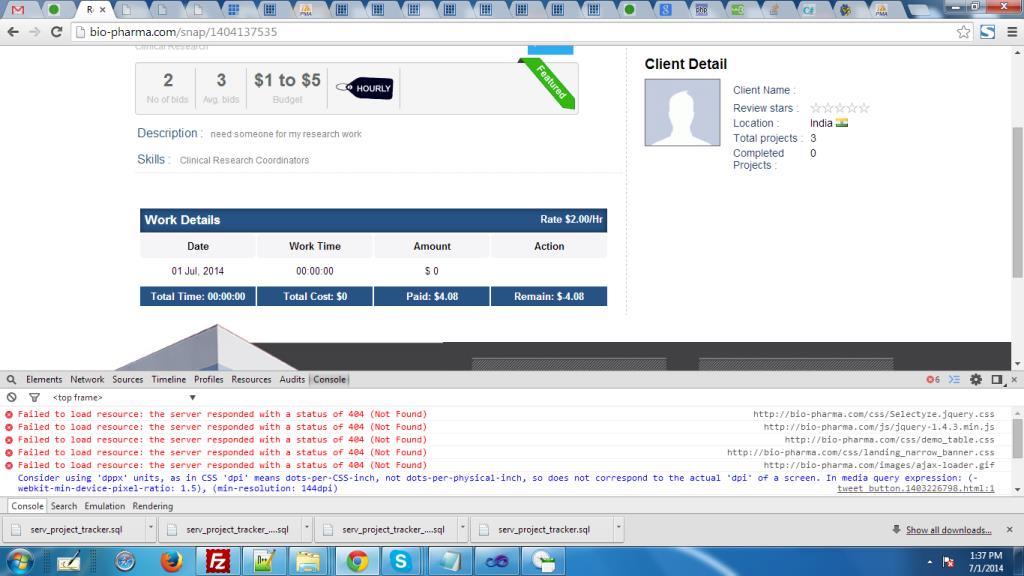 R
bio-pharma.com/snap/1404137535
Clinical Research
2 3 $1 to $5 HOURLY
No of bids Avg. bids Budget
Featured
Description : need someone for my research work
Skills : Clinical Research Coordinators
Client Detail
Client Name :
Review stars :
Location : India
Total projects : 3
Completed 0
Projects :
Work Details Rate $2.00/Hr
Date Work Time Amount Action
01 Jul, 2014 00:00:00 $ 0
Total Time: 00:00:00 Total Cost: $0 Paid: $4.08 Remain: $-4.08
Elements Network Sources Timeline Profiles Resources Audits Console 6
<top frame>
Failed to load resource: the server responded with a status of 404 (Not Found) http://bio-pharma.com/css/Selectyze.jquery.css
Failed to load resource: the server responded with a status of 404 (Not Found) http://bio-pharma.com/js/jquery-1.4.3.min.js
Failed to load resource: the server responded with a status of 404 (Not Found) http://bio-pharma.com/css/demo_table.css
Failed to load resource: the server responded with a status of 404 (Not Found) http://bio-pharma.com/css/landing_narrow_banner.css
Failed to load resource: the server responded with a status of 404 (Not Found) http://bio-pharma.com/images/ajax-loader.gif
Consider using 'dppx' units, as in CSS 'dpi' means dots-per-CSS-inch, not dots-per-physical-inch, so does not correspond to the actual 'dpi' of a screen. In media query expression: (-
webkit-min-device-pixel-ratio: 1.5), (min-resolution: 144dpi) tweet_button.1403226798.html:1
Console Search Emulation Rendering
serv_project_tracker.sql serv_project_tracker_....sql serv_project_tracker_....sql serv_project_tracker.sql Show all downloads...
1:37 PM
7/1/2014